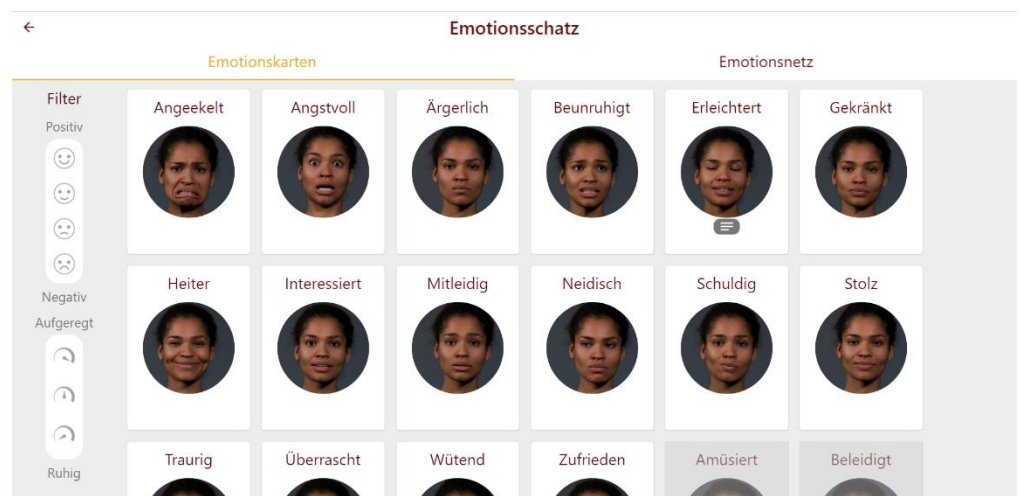 Emotionsschatz
Emotionskarten
Emotionsnetz
Filter
Positiv
Negativ
Aufgeregt
Ruhig
Angeekelt
Angstvoll
Ärgerlich
Beunruhigt
Erleichtert
Gekränkt
Heiter
Interessiert
Mitleidig
Neidisch
Schuldig
Stolz
Traurig
Überrascht
Wütend
Zufrieden
Amüsiert
Beleidigt